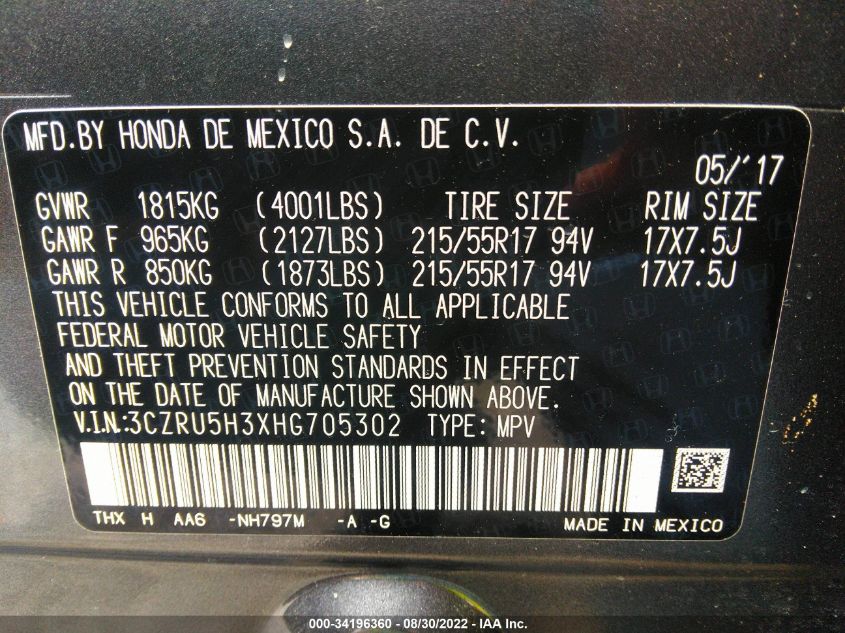 MFD.BY HONDA DE MEXICO S.A. DE C.V.
05/'17
GVWR 1815KG (4001LBS) TIRE SIZE RIM SIZE
GAWR F 965KG (2127LBS) 215/55R17 94V 17X7.5J
GAWR R 850KG (1873LBS) 215/55R17 94V 17X7.5J
THIS VEHICLE CONFORMS TO ALL APPLICABLE
FEDERAL MOTOR VEHICLE SAFETY
AND THEFT PREVENTION STANDARDS IN EFFECT
ON THE DATE OF MANUFACTURE SHOWN ABOVE.
V.I.N.:3CZRU5H3XHG705302 TYPE: MPV
THX H AA6 -NH797M -A -G MADE IN MEXICO
000-34196360 - 08/30/2022 - IAA Inc.